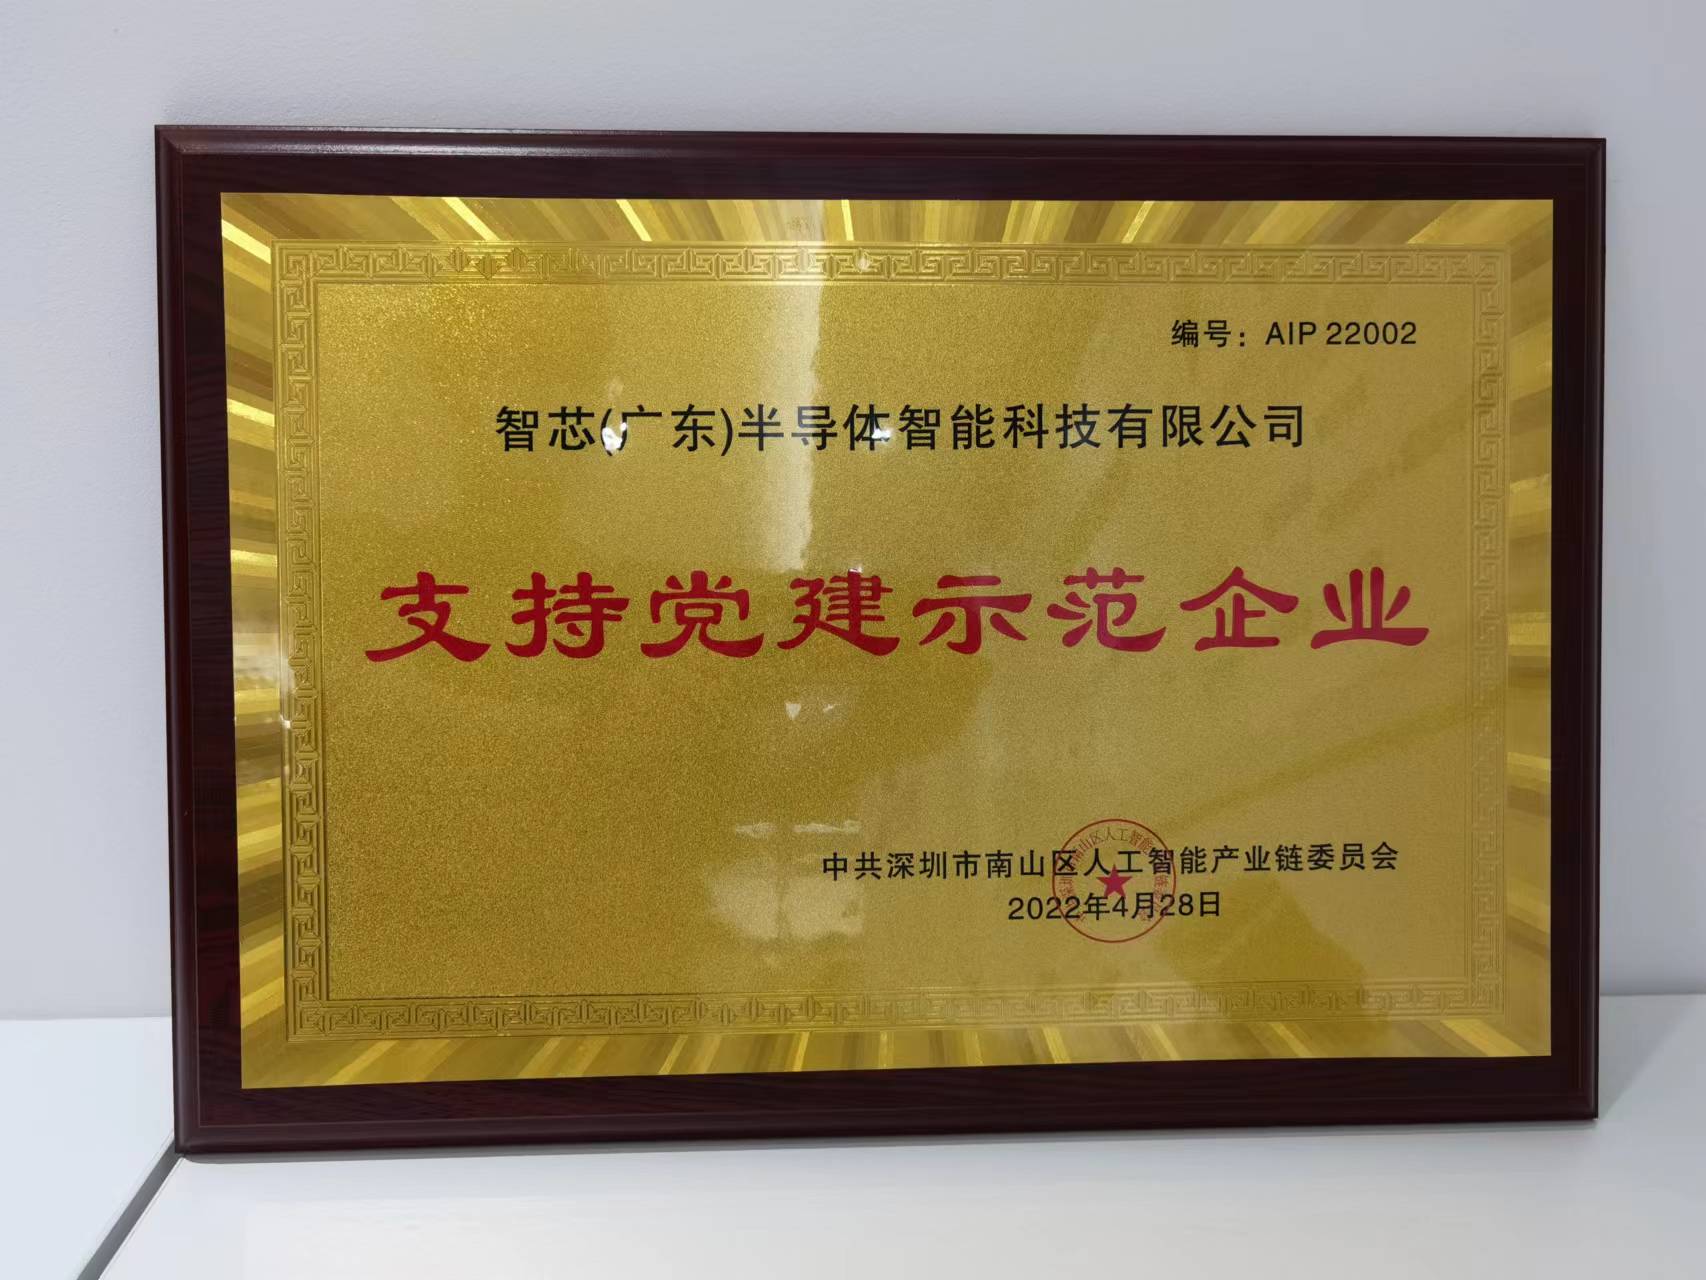 编号：AIP 22002
智芯(广东)半导体智能科技有限公司
支持党建示范企业
中共深圳市南山区人工智能产业链委员会
2022年4月28日